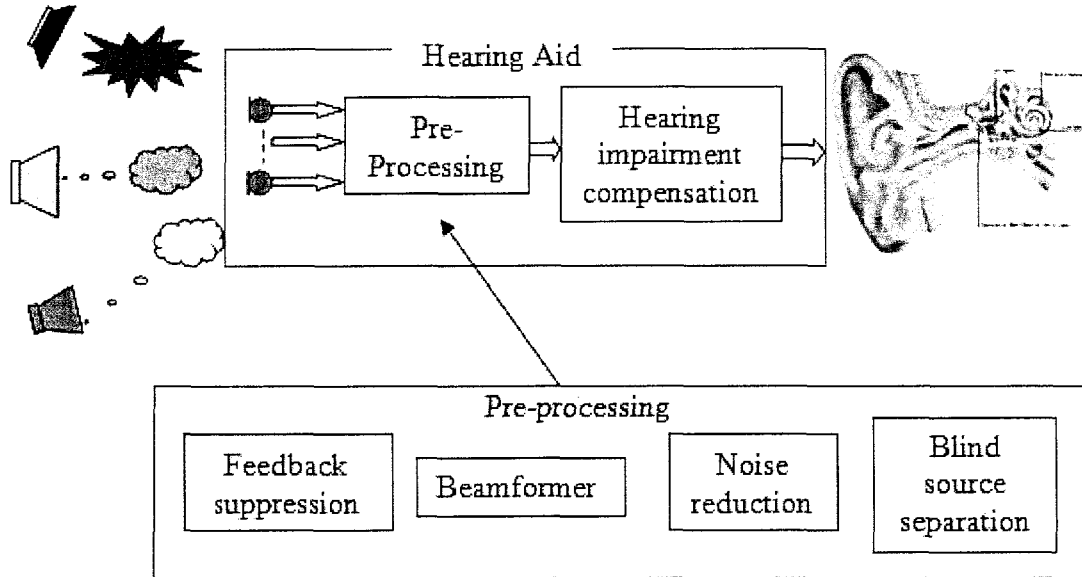 Hearing Aid
Pre-
Processing
Hearing
impairment
compensation
Pre-processing
Feedback
suppression
Beamformer
Noise
reduction
Blind
source
separation